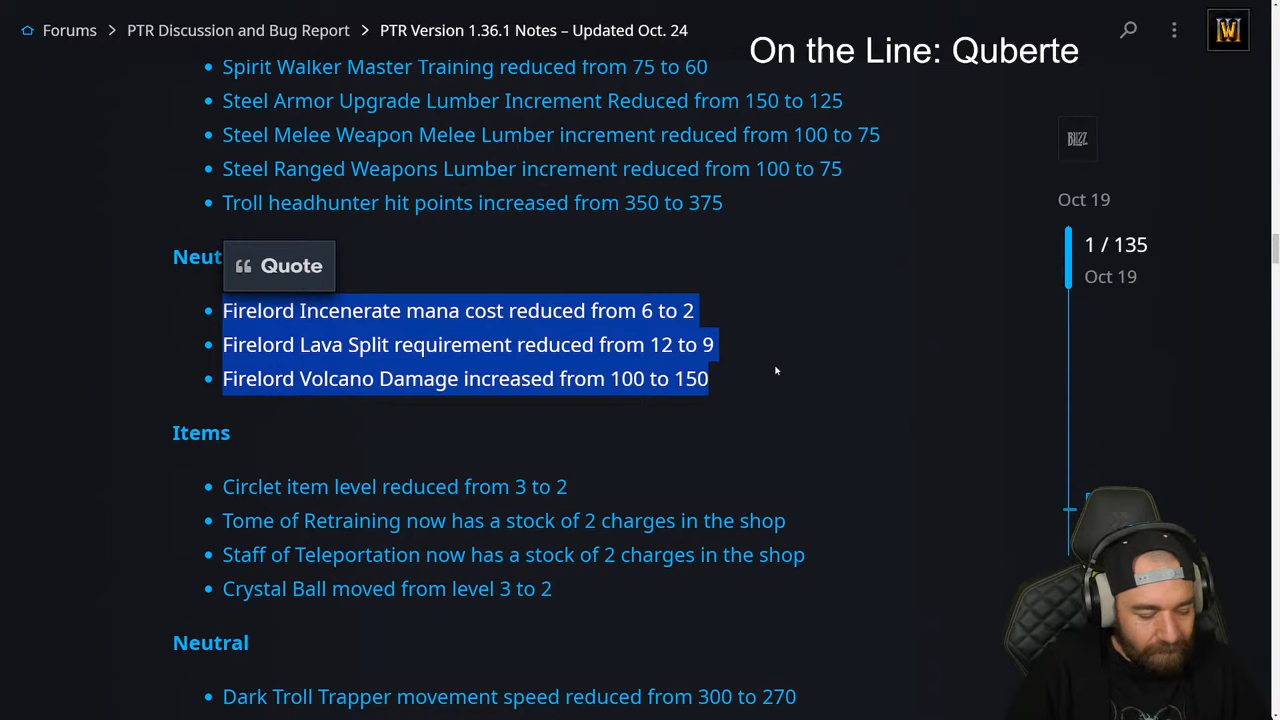 Forums > PTR Discussion and Bug Report > PTR Version 1.36.1 Notes – Updated Oct. 24
On the Line: Quberte
Spirit Walker Master Training reduced from 75 to 60
Steel Armor Upgrade Lumber Increment Reduced from 150 to 125
Steel Melee Weapon Melee Lumber increment reduced from 100 to 75
Steel Ranged Weapons Lumber increment reduced from 100 to 75
Troll headhunter hit points increased from 350 to 375
Neut
Quote
Firelord Incenerate mana cost reduced from 6 to 2
Firelord Lava Split requirement reduced from 12 to 9
Firelord Volcano Damage increased from 100 to 150
Items
Circlet item level reduced from 3 to 2
Tome of Retraining now has a stock of 2 charges in the shop
Staff of Teleportation now has a stock of 2 charges in the shop
Crystal Ball moved from level 3 to 2
Neutral
Dark Troll Trapper movement speed reduced from 300 to 270
BLIZZ
Oct 19
1 / 135
Oct 19